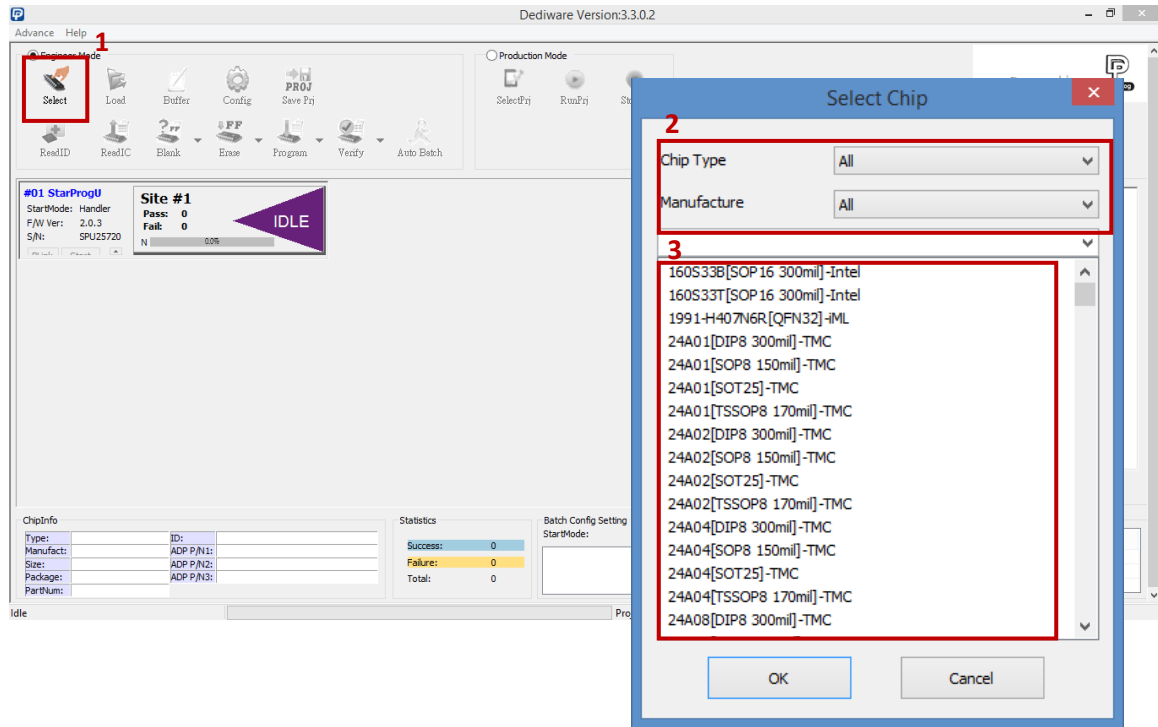 Dediware Version:3.3.0.2
Advance Help
1
Engineer Mode
Production Mode
Select Load Buffer Config Save Prj
PROJ
SelectPrj RunPrj
ReadID ReadIC Blank Erase Program Verify Auto Batch
#01 StarProgU
StartMode: Handler
F/W Ver: 2.0.3
S/N: SPU25720
Site #1
Pass: 0
Fail: 0
N 0.0%
IDLE
Select Chip
2
Chip Type All
Manufacture All
3
160S33B[SOP16 300mil]-Intel
160S33T[SOP16 300mil]-Intel
1991-H407N6R[QFN32]-iML
24A01[DIP8 300mil]-TMC
24A01[SOP8 150mil]-TMC
24A01[SOT25]-TMC
24A01[TSSOP8 170mil]-TMC
24A02[DIP8 300mil]-TMC
24A02[SOP8 150mil]-TMC
24A02[SOT25]-TMC
24A02[TSSOP8 170mil]-TMC
24A04[DIP8 300mil]-TMC
24A04[SOP8 150mil]-TMC
24A04[SOT25]-TMC
24A04[TSSOP8 170mil]-TMC
24A08[DIP8 300mil]-TMC
OK Cancel
ChipInfo
Type: ID:
Manufact: ADP P/N1:
Size: ADP P/N2:
Package: ADP P/N3:
PartNum:
Statistics
Success: 0
Failure: 0
Total: 0
Batch Config Setting
StartMode:
Idle